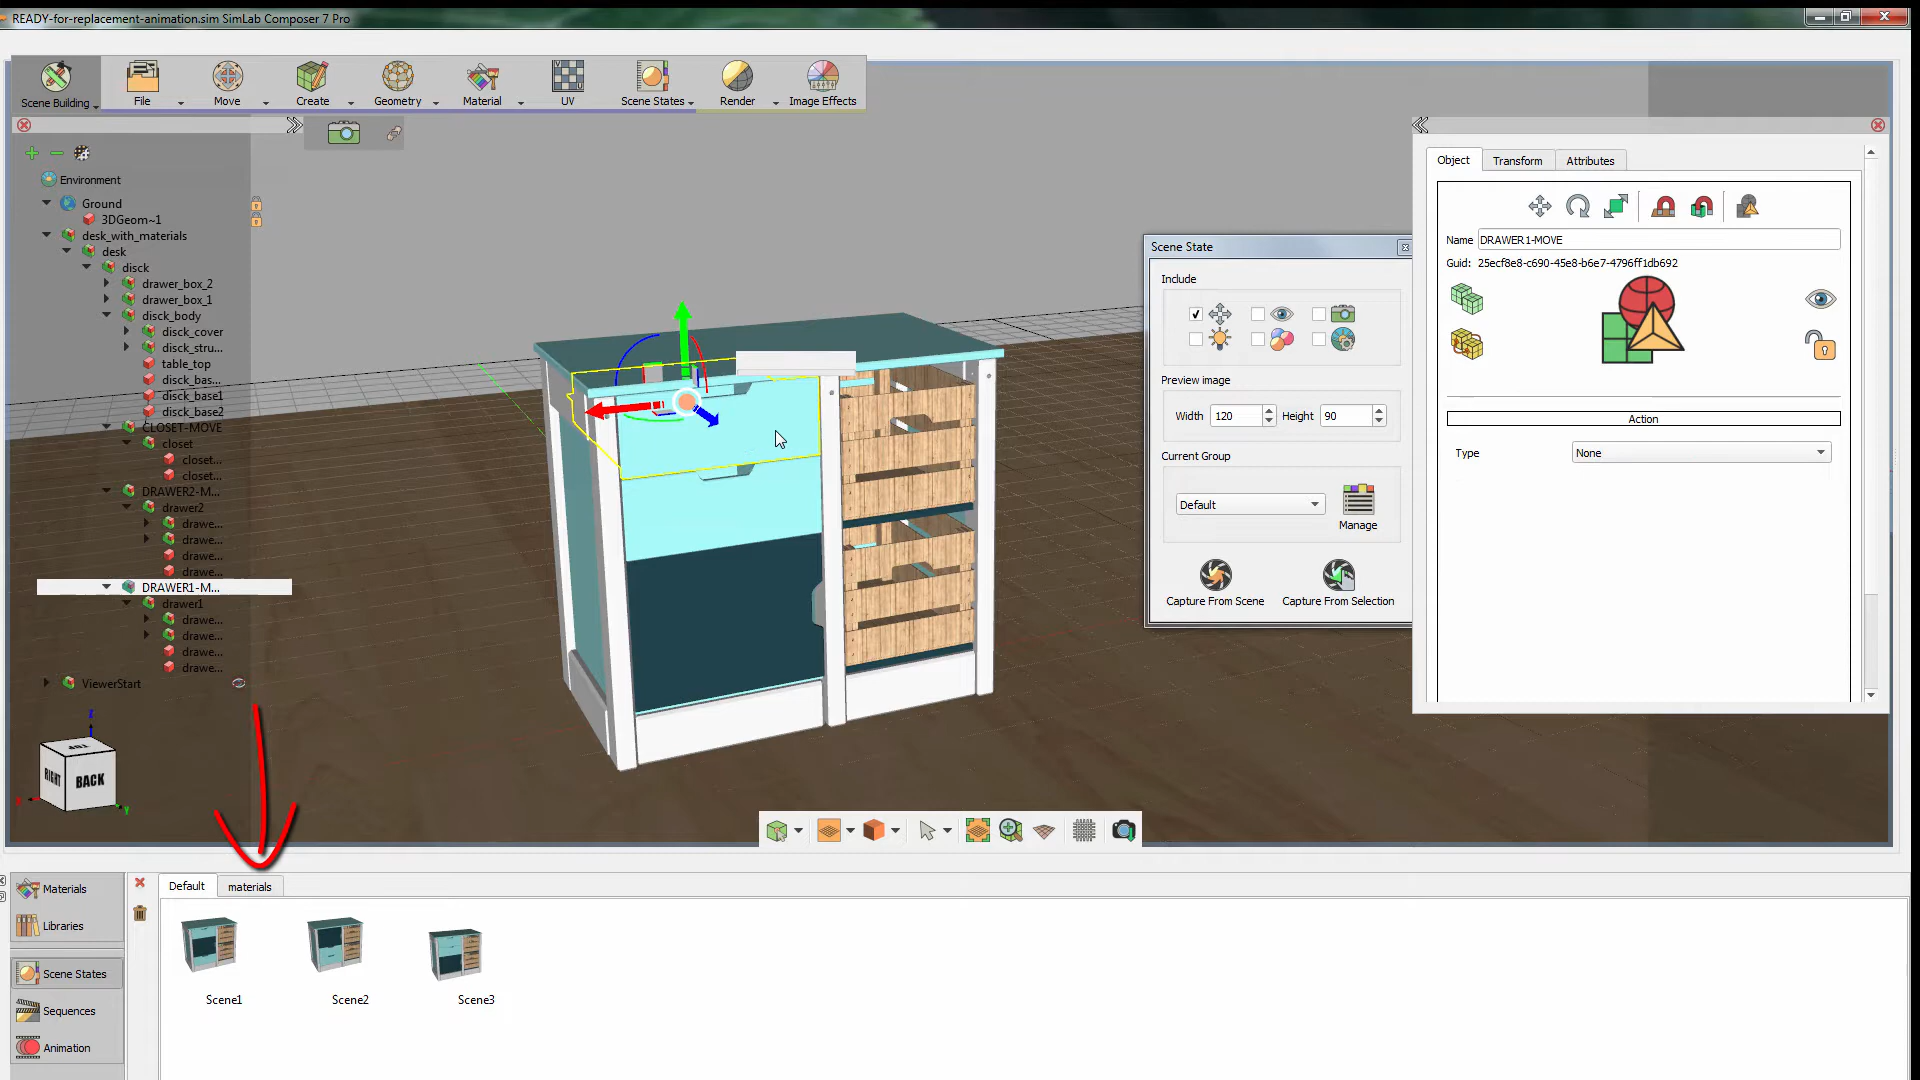 READY-for-replacement-animation.sim SimLab Composer 7 Pro
Scene Building
File
Move
Create
Geometry
Material
UV
Scene States
Render
Image Effects
Environment
Ground
3DGeom~1
desk_with_materials
desk
disck
drawer_box_2
drawer_box_1
disck_body
disck_cover
disck_stru...
table_top
disck_bas...
disck_base1
disck_base2
CLOSET-MOVE
closet
closet...
closet...
DRAWER2-M...
drawer2
drawe...
drawe...
drawe...
drawe...
DRAWER1-M...
drawer1
drawe...
drawe...
drawe...
drawe...
ViewerStart
Z
TOP
RIGHT
BACK
Y
Scene State
Include
Preview image
Width 120 Height 90
Current Group
Default
Manage
Capture From Scene
Capture From Selection
Object Transform Attributes
Name DRAWER1-MOVE
Guid: 25ecf8e8-c690-45e8-b6e7-4796ff1db692
Action
Type None
Materials
Libraries
Scene States
Sequences
Animation
Default materials
Scene1
Scene2
Scene3